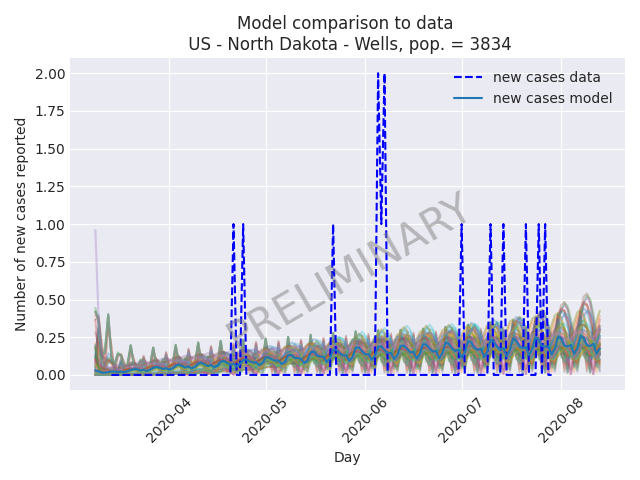 Model comparison to data
US - North Dakota - Wells, pop. = 3834
new cases data
new cases model
Number of new cases reported
2.00
1.75
1.50
1.25
1.00
0.75
0.50
0.25
0.00
PRELIMINARY
2020-04
2020-05
2020-06
2020-07
2020-08
Day